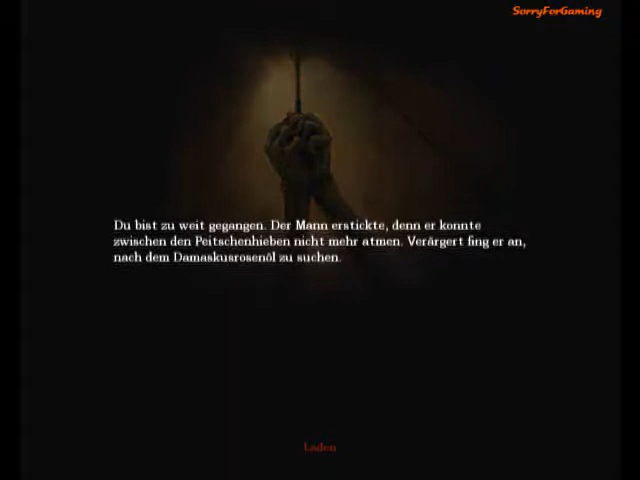 SorryForGaming
Du bist zu weit gegangen. Der Mann erstickte, denn er konnte
zwischen den Peitschenhieben nicht mehr atmen. Verärgert fing er an,
nach dem Damaskusrosenöl zu suchen.
Laden